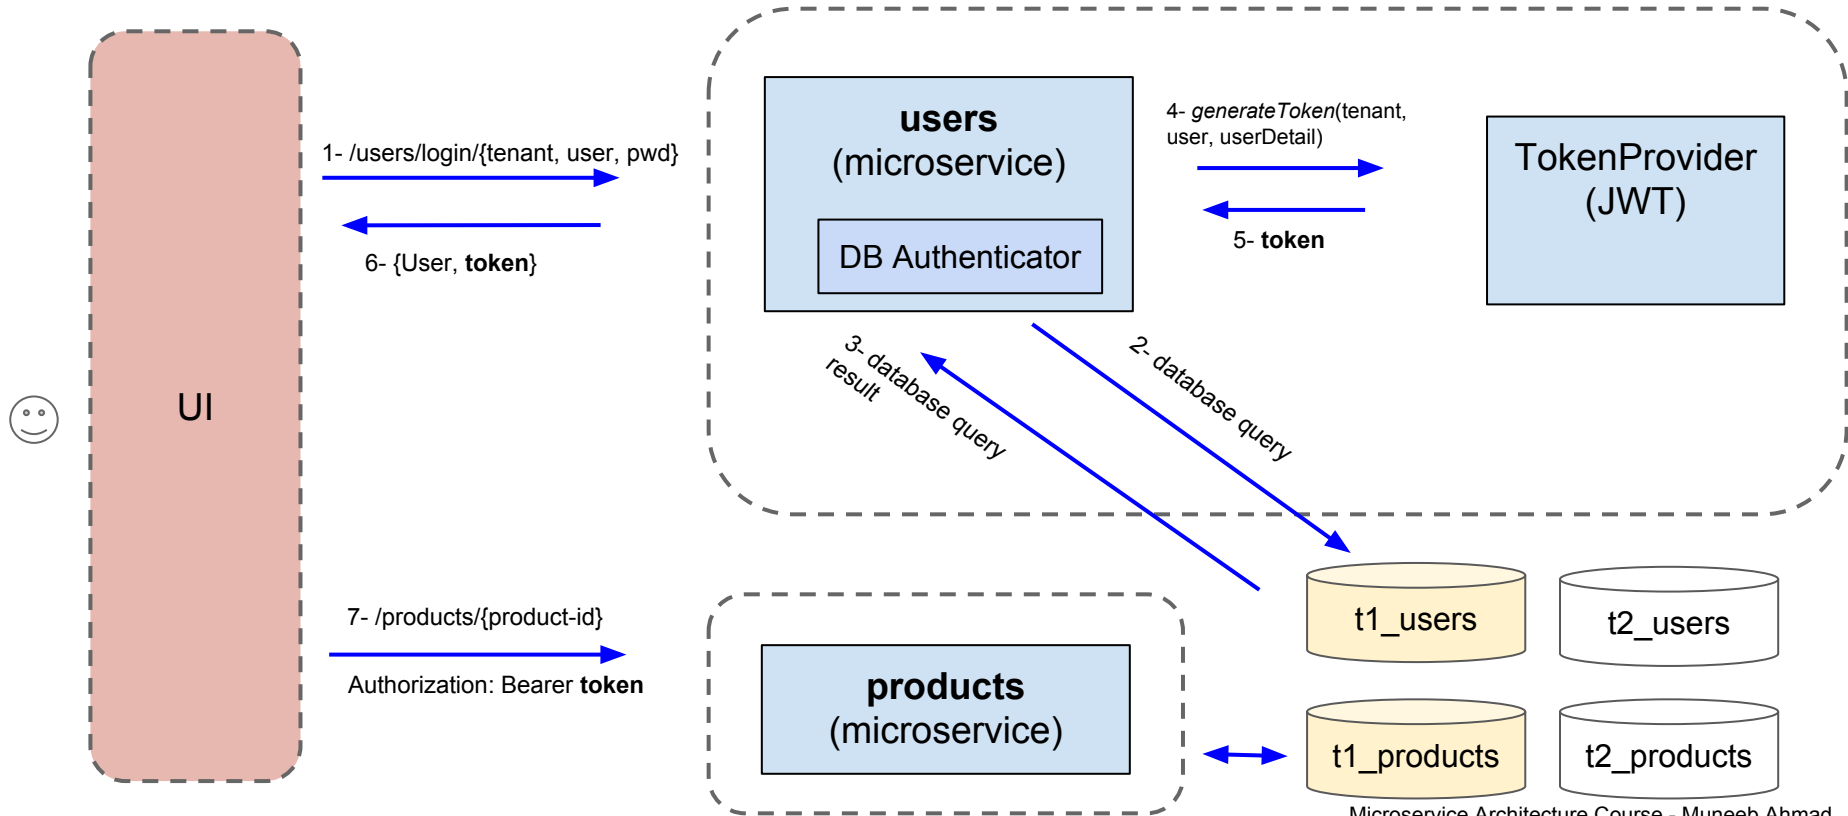 users
(microservice)
DB Authenticator
4- generateToken(tenant,
user, userDetail)
5- token
TokenProvider
(JWT)
1- /users/login/{tenant, user, pwd}
6- {User, token}
UI
3- database query
result
2- database query
7- /products/{product-id}
Authorization: Bearer token
products
(microservice)
t1_users
t2_users
t1_products
t2_products
Microservice Architecture Course - Muneeb Ahmad